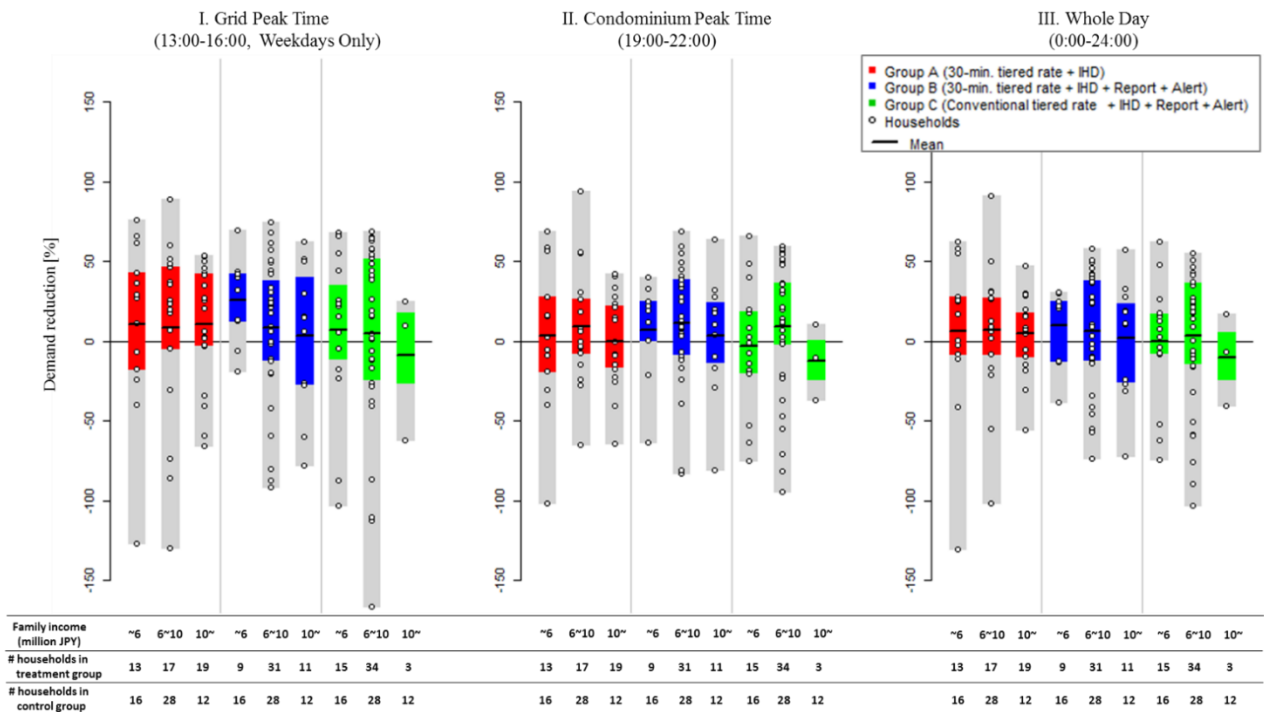 I. Grid Peak Time
(13:00-16:00, Weekdays Only)
II. Condominium Peak Time
(19:00-22:00)
III. Whole Day
(0:00-24:00)
Group A (30-min. tiered rate + IHD)
Group B (30-min. tiered rate + IHD + Report + Alert)
Group C (Conventional tiered rate + IHD + Report + Alert)
Households
Mean
Demand reduction [%]
150
100
50
0
-50
-100
-150
150
100
50
0
-50
-100
-150
100
50
0
-50
-100
-150
Family income
(million JPY)
~6 6~10 10~ ~6 6~10 10~ ~6 6~10 10~ ~6 6~10 10~ ~6 6~10 10~ ~6 6~10 10~ ~6 6~10 10~ ~6 6~10 10~ ~6 6~10 10~
# households in
treatment group
13 17 19 9 31 11 15 34 3 13 17 19 9 31 11 15 34 3 13 17 19 9 31 11 15 34 3
# households in
control group
16 28 12 16 28 12 16 28 12 16 28 12 16 28 12 16 28 12 16 28 12 16 28 12 16 28 12